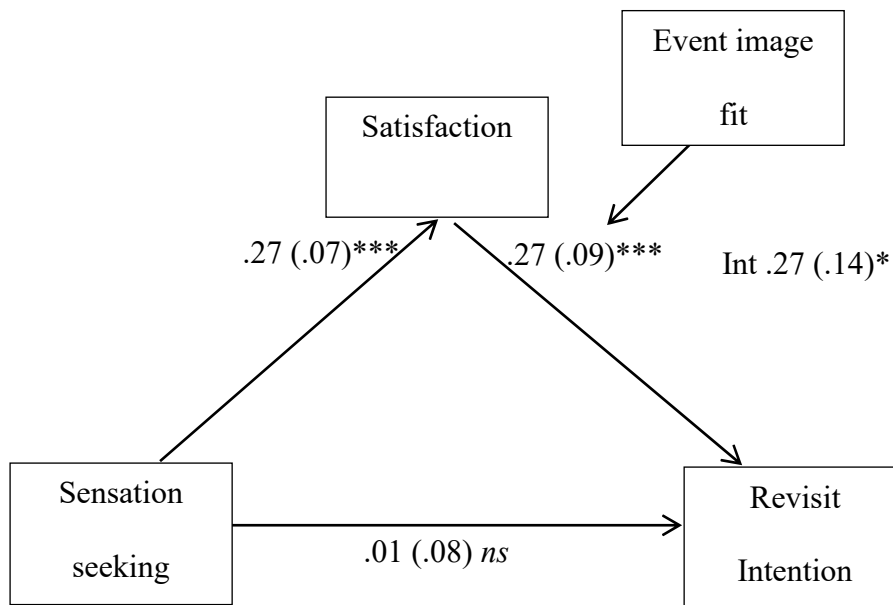 Event image
fit
Satisfaction
.27 (.07)***
.27 (.09)***
Int .27 (.14)*
Sensation
seeking
.01 (.08) ns
Revisit
Intention